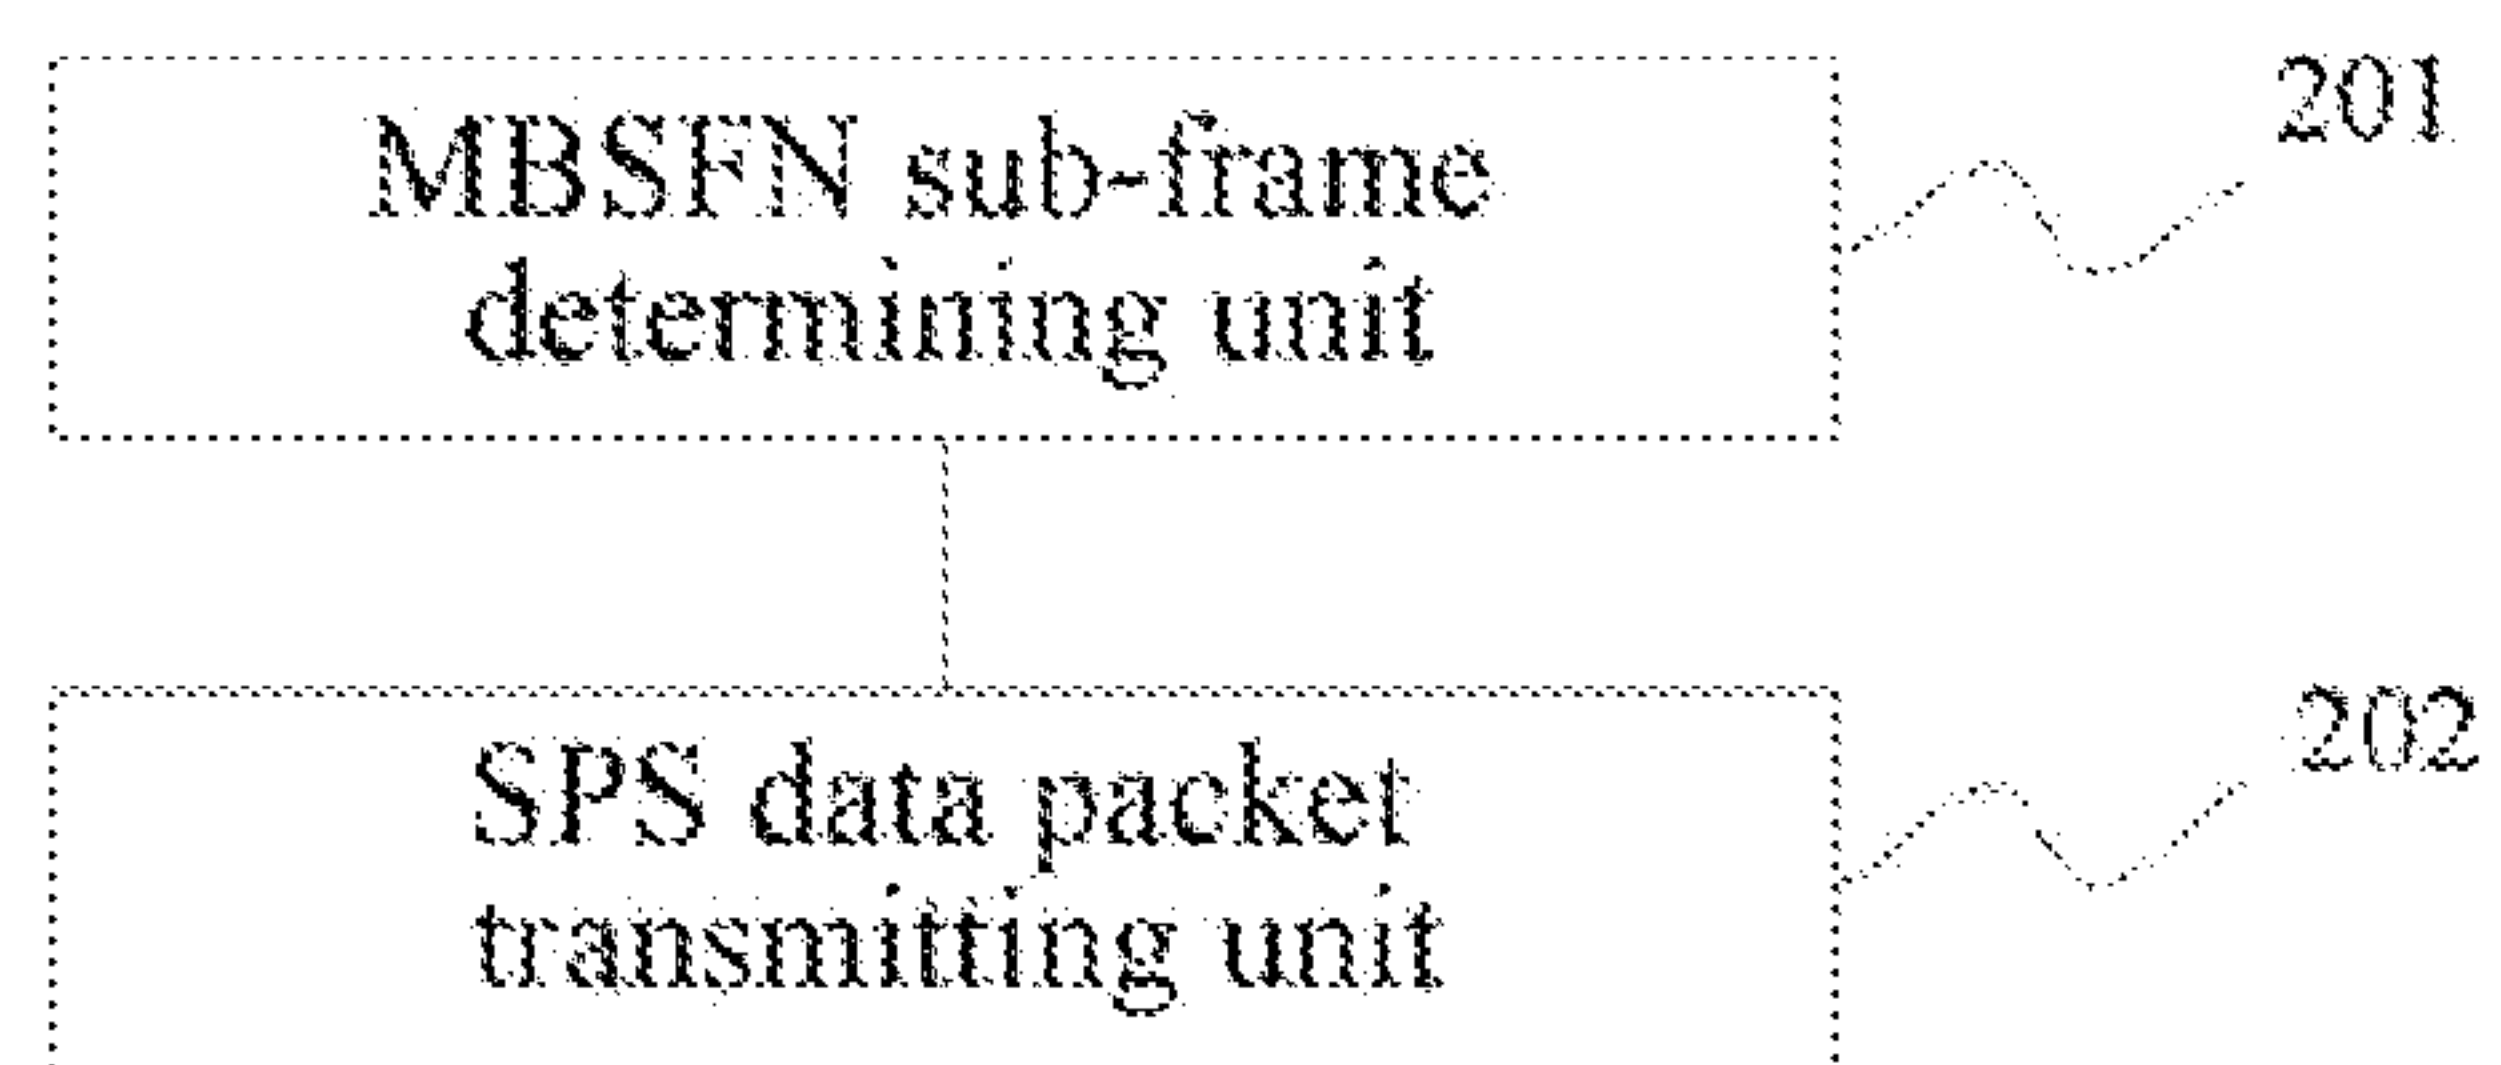 201
MBSFN sub-frame
determining unit
202
SPS data packet
transmitting unit